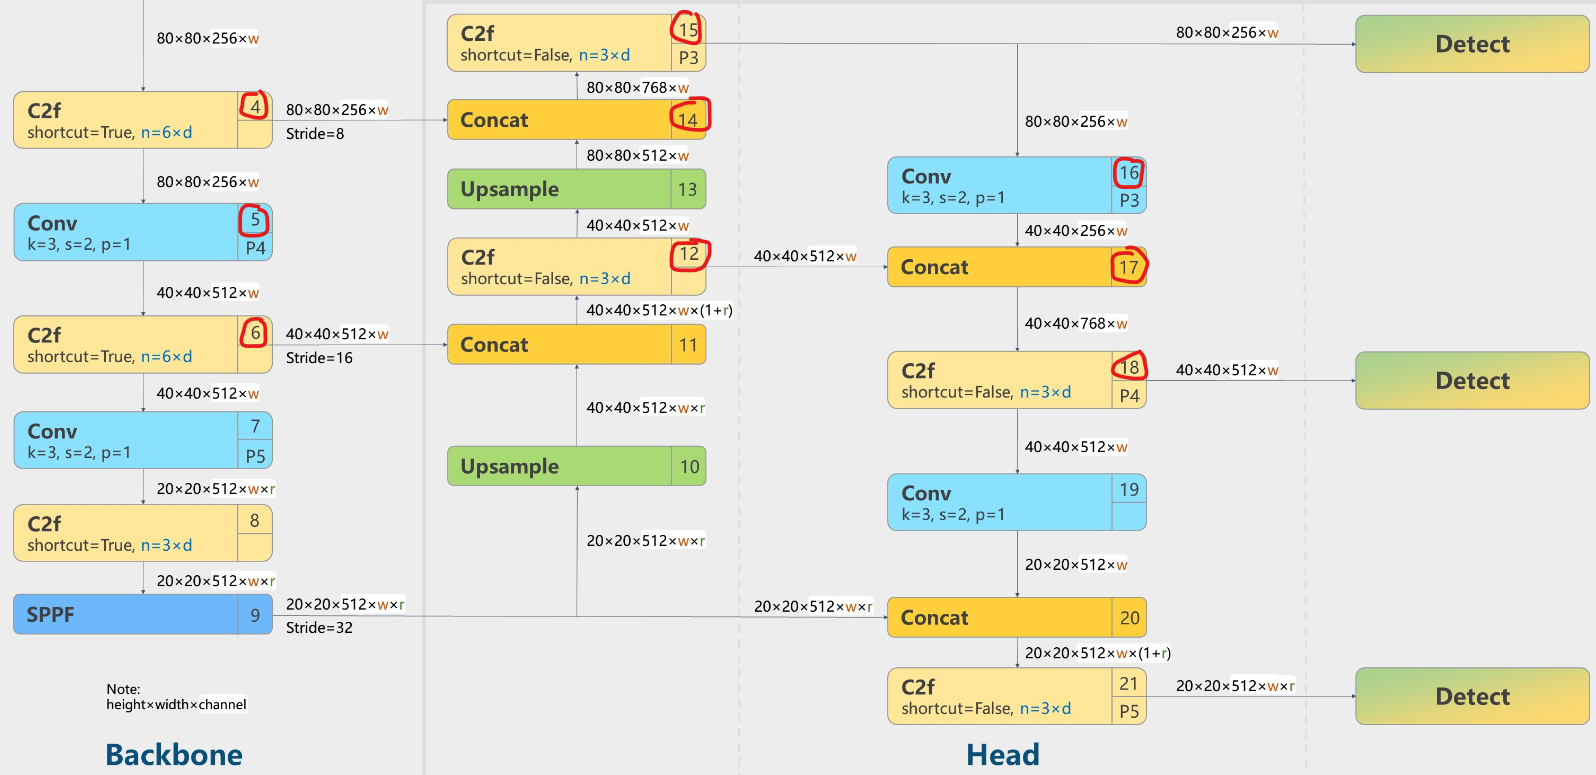 80×80×256×w
C2f
shortcut=True, n=6×d
4
80×80×256×w
Stride=8
80×80×256×w
Conv
k=3, s=2, p=1
5
P4
40×40×512×w
C2f
shortcut=True, n=6×d
6
40×40×512×w
Stride=16
40×40×512×w
Conv
k=3, s=2, p=1
7
P5
20×20×512×w×r
C2f
shortcut=True, n=3×d
8
20×20×512×w×r
SPPF
9
20×20×512×w×r
Stride=32
Note:
height×width×channel
Backbone
C2f
shortcut=False, n=3×d
15
P3
80×80×768×w
Concat
14
80×80×512×w
Upsample
13
40×40×512×w
C2f
shortcut=False, n=3×d
12
40×40×512×w×(1+r)
Concat
11
40×40×512×w×r
Upsample
10
20×20×512×w×r
80×80×256×w
Detect
80×80×256×w
Conv
k=3, s=2, p=1
16
P3
40×40×256×w
40×40×512×w
Concat
17
40×40×768×w
C2f
shortcut=False, n=3×d
18
P4
40×40×512×w
Detect
40×40×512×w
Conv
k=3, s=2, p=1
19
20×20×512×w
20×20×512×w×r
Concat
20
20×20×512×w×(1+r)
C2f
shortcut=False, n=3×d
21
P5
20×20×512×w×r
Detect
Head